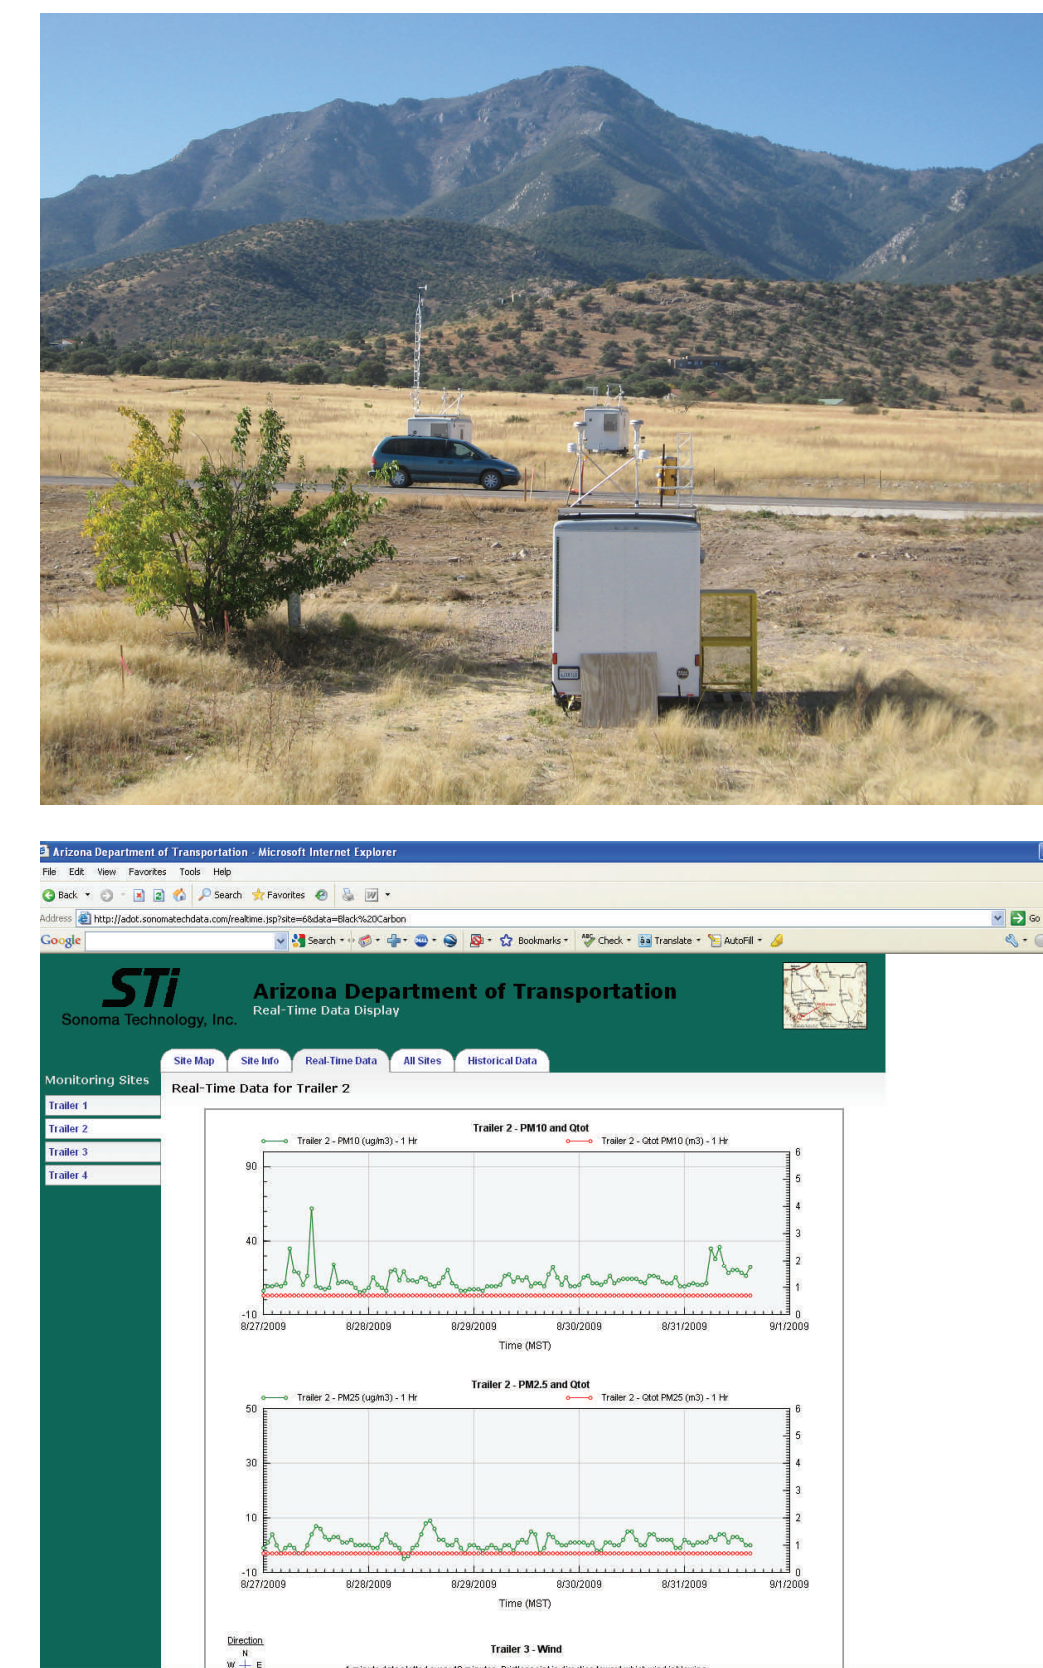 Arizona Department of Transportation - Microsoft Internet Explorer
File Edit View Favorites Tools Help
Back Search Favorites
Address http://adot.sonomatechdata.com/realtime.jsp?site=6&data=Black%20Carbon Go
Google Search Bookmarks Check Translate AutoFill
STi
Sonoma Technology, Inc.
Arizona Department of Transportation
Real-Time Data Display
Site Map Site Info Real-Time Data All Sites Historical Data
Monitoring Sites
Trailer 1
Trailer 2
Trailer 3
Trailer 4
Real-Time Data for Trailer 2
Trailer 2 - PM10 and Qtot
Trailer 2 - PM10 (ug/m3) - 1 Hr Trailer 2 - Qtot PM10 (m3) - 1 Hr
90
40
-10
6
5
4
3
2
1
0
8/27/2009 8/28/2009 8/29/2009 8/30/2009 8/31/2009 9/1/2009
Time (MST)
Trailer 2 - PM2.5 and Qtot
Trailer 2 - PM25 (ug/m3) - 1 Hr Trailer 2 - Qtot PM25 (m3) - 1 Hr
50
30
10
-10
6
5
4
3
2
1
0
8/27/2009 8/28/2009 8/29/2009 8/30/2009 8/31/2009 9/1/2009
Time (MST)
Direction
N
W E
Trailer 3 - Wind